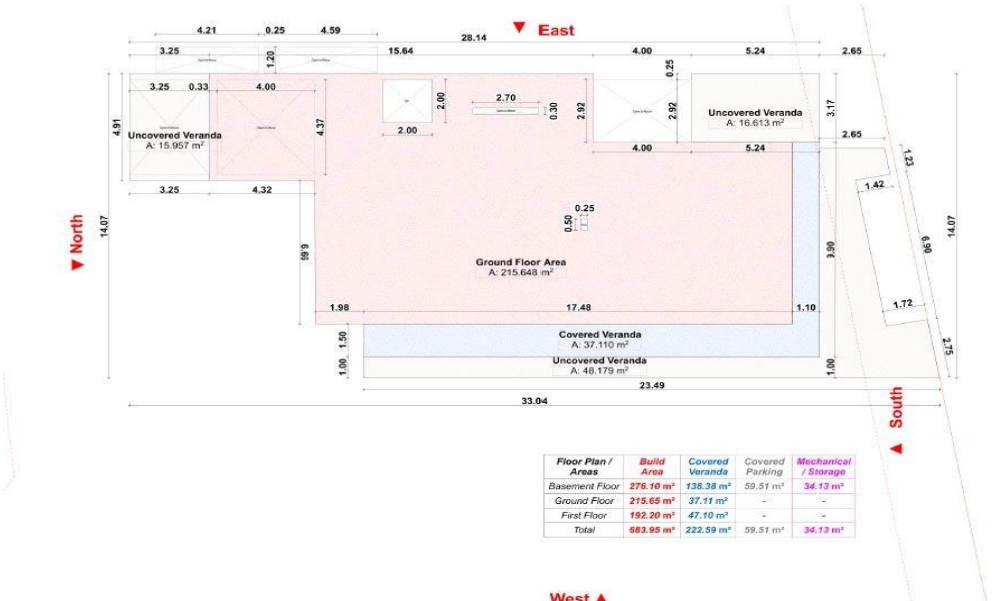 East
4.21 0.25 4.59
28.14
3.25 15.64 4.00 5.24 2.65
1.20
0.25
3.25 0.33 4.00
2.00
2.70
0.30
2.92
2.92
3.17
4.91
4.37
Uncovered Veranda
A: 15.957 m²
Uncovered Veranda
A: 16.613 m²
2.00
2.65
4.00 5.24
1.23
3.25 4.32
1.42
0.25
0.50
North
14.07
14.07
6.65
9.90
6.90
Ground Floor Area
A: 215.648 m²
1.98 17.48 1.10
1.72
1.50
Covered Veranda
A: 37.110 m²
2.75
1.00
Uncovered Veranda
A: 48.179 m²
1.00
23.49
33.04
South
Floor Plan / Areas Build Area Covered Veranda Covered Parking Mechanical / Storage
Basement Floor 276.10 m² 138.38 m² 59.51 m² 34.13 m²
Ground Floor 215.65 m² 37.11 m² - -
First Floor 192.20 m² 47.10 m² - -
Total 683.95 m² 222.59 m² 59.51 m² 34.13 m²
West